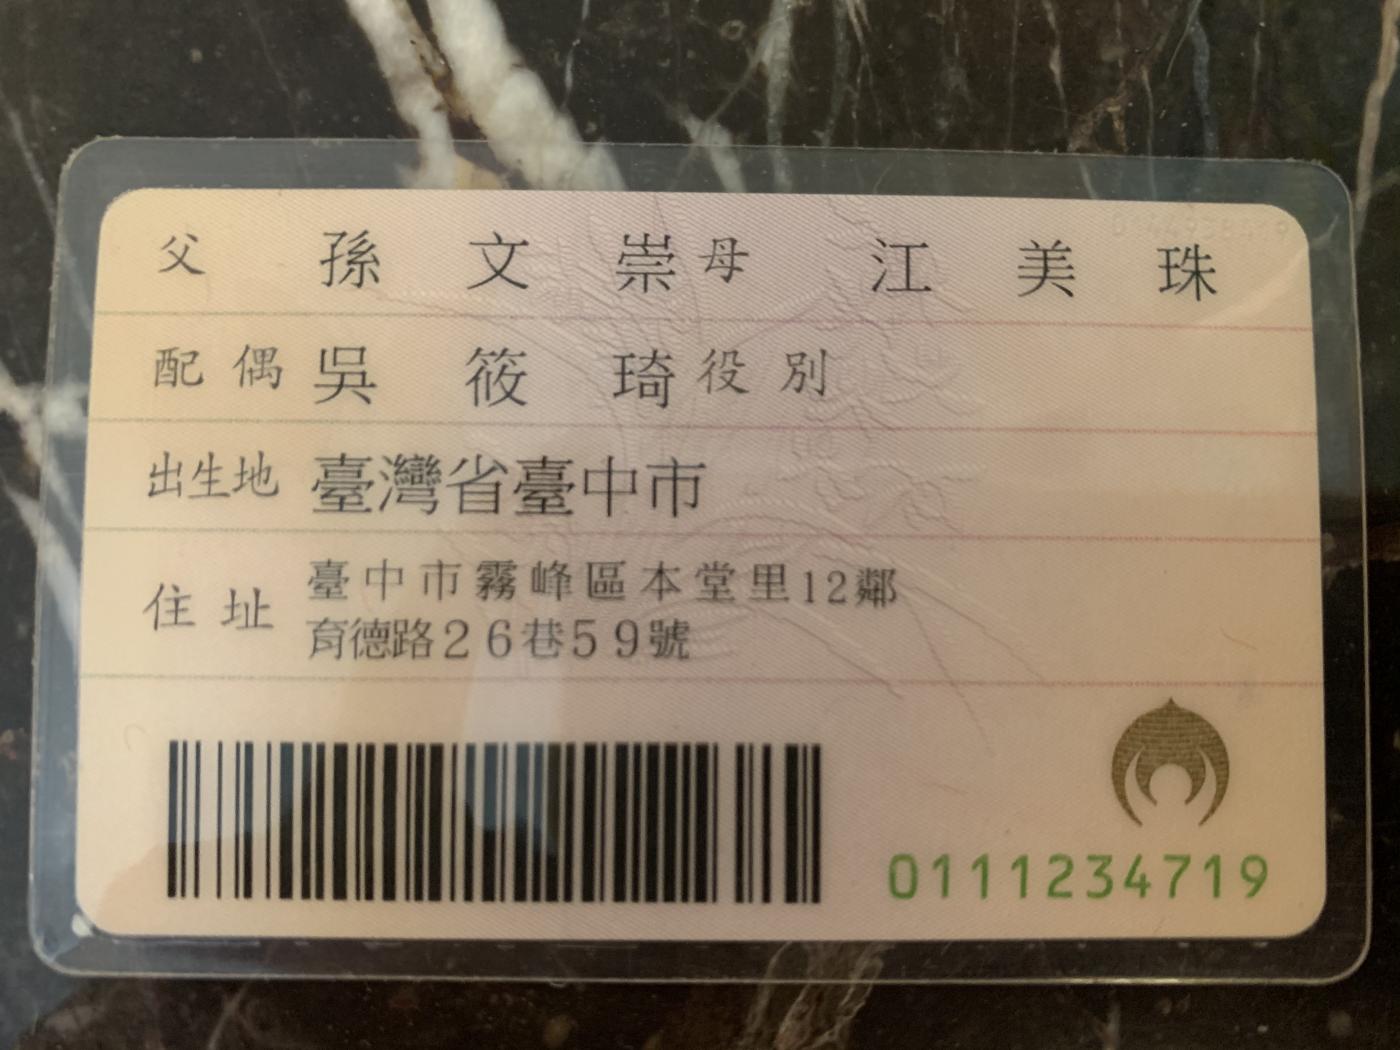 父 孫文崇 母 江美珠
配偶 吳筱琦 役別
出生地 臺灣省臺中市
住址 臺中市霧峰區本堂里12鄰
育德路26巷59號
0111234719